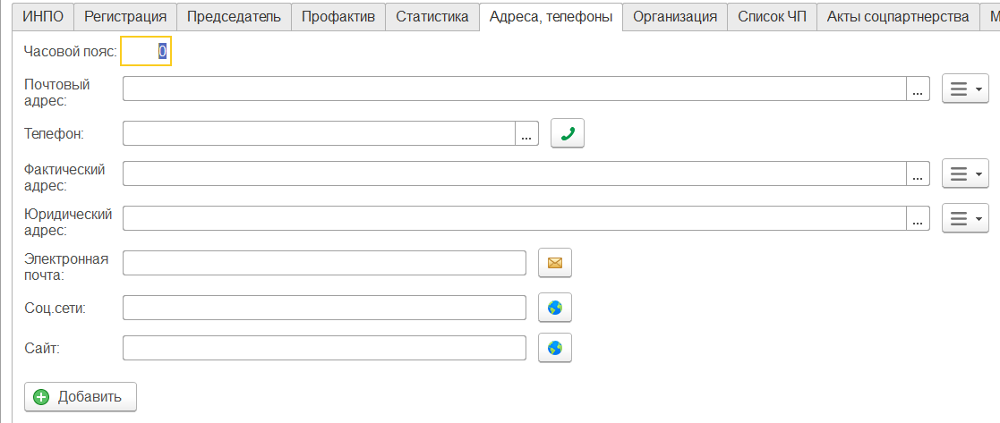 ИНПО Регистрация Председатель Профактив Статистика Адреса, телефоны Организация Список ЧП Акты соцпартнерства М
Часовой пояс: 0
Почтовый
адрес:
...
Телефон:
...
Фактический
адрес:
...
Юридический
адрес:
...
Электронная
почта:
Соц.сети:
Сайт:
Добавить